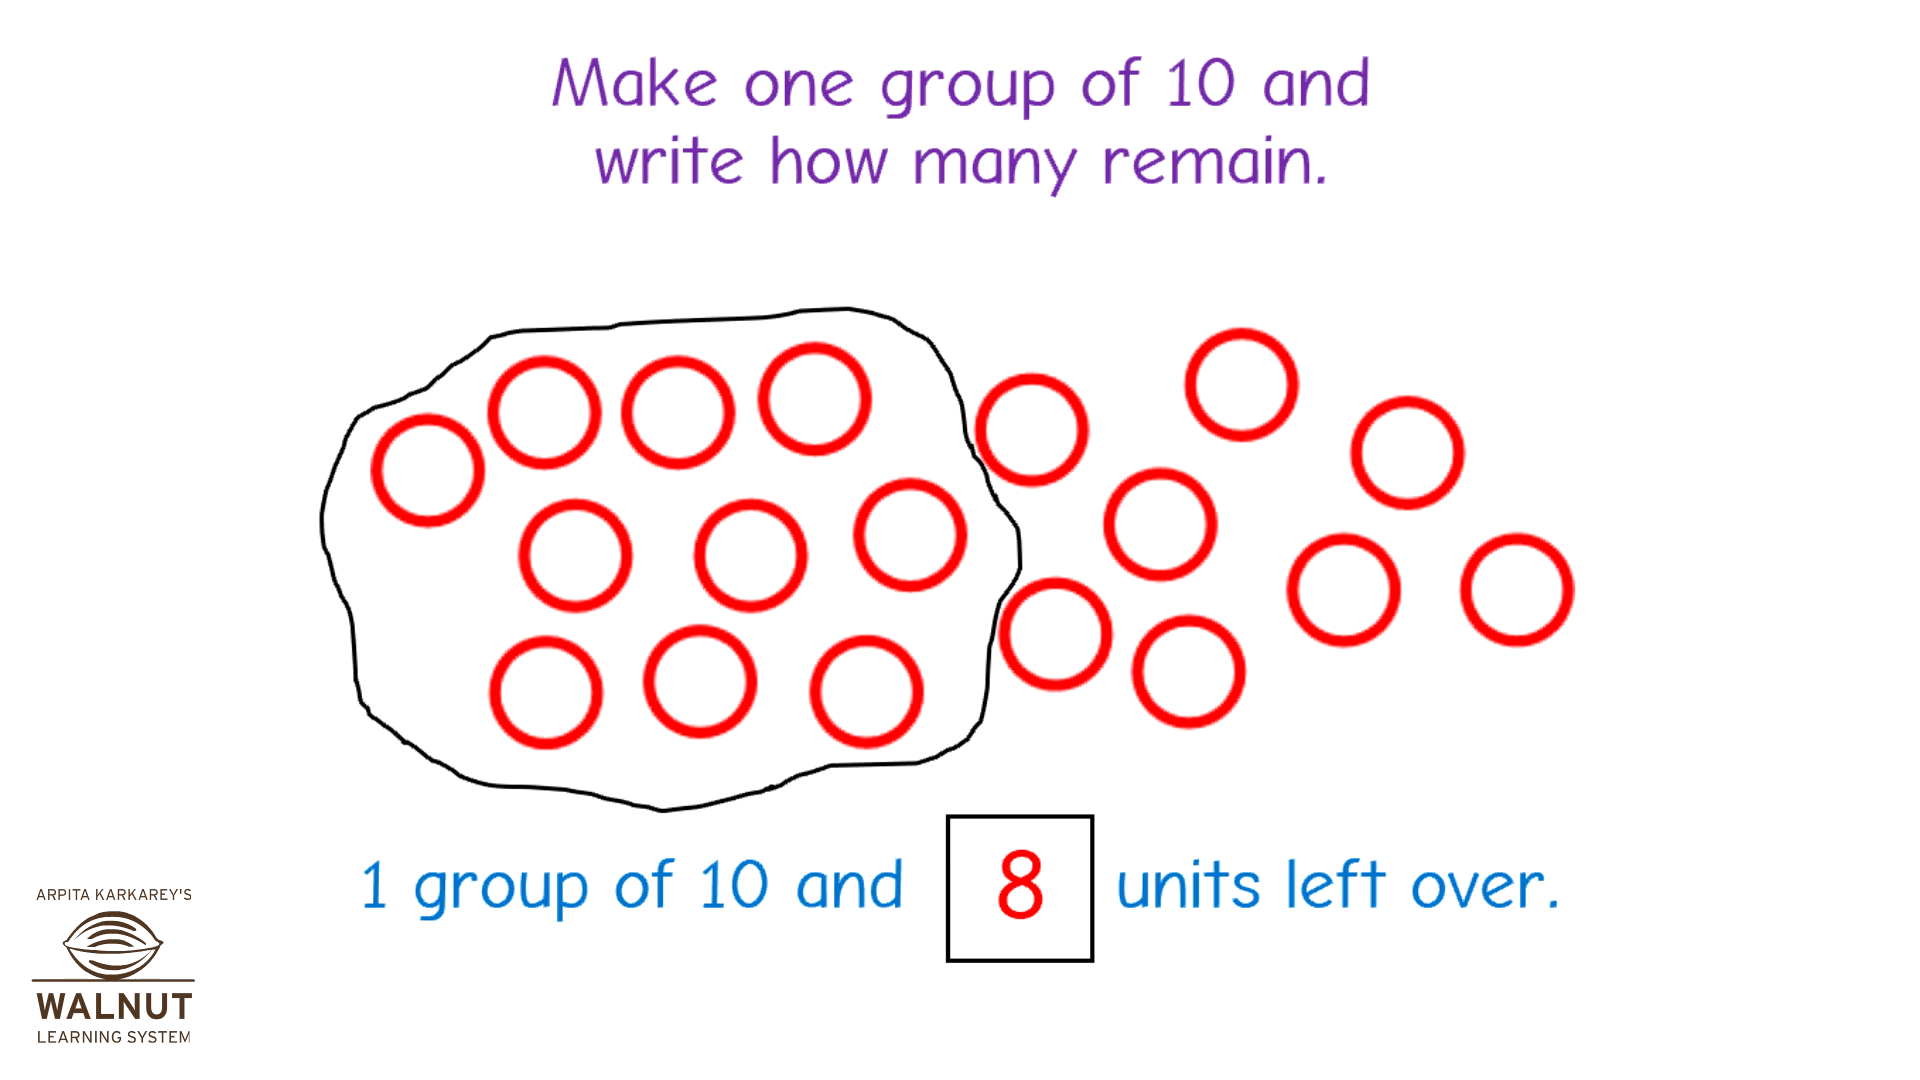 Make one group of 10 and
write how many remain.
1 group of 10 and 8 units left over.
ARPITA KARKAREY'S
WALNUT
LEARNING SYSTEM